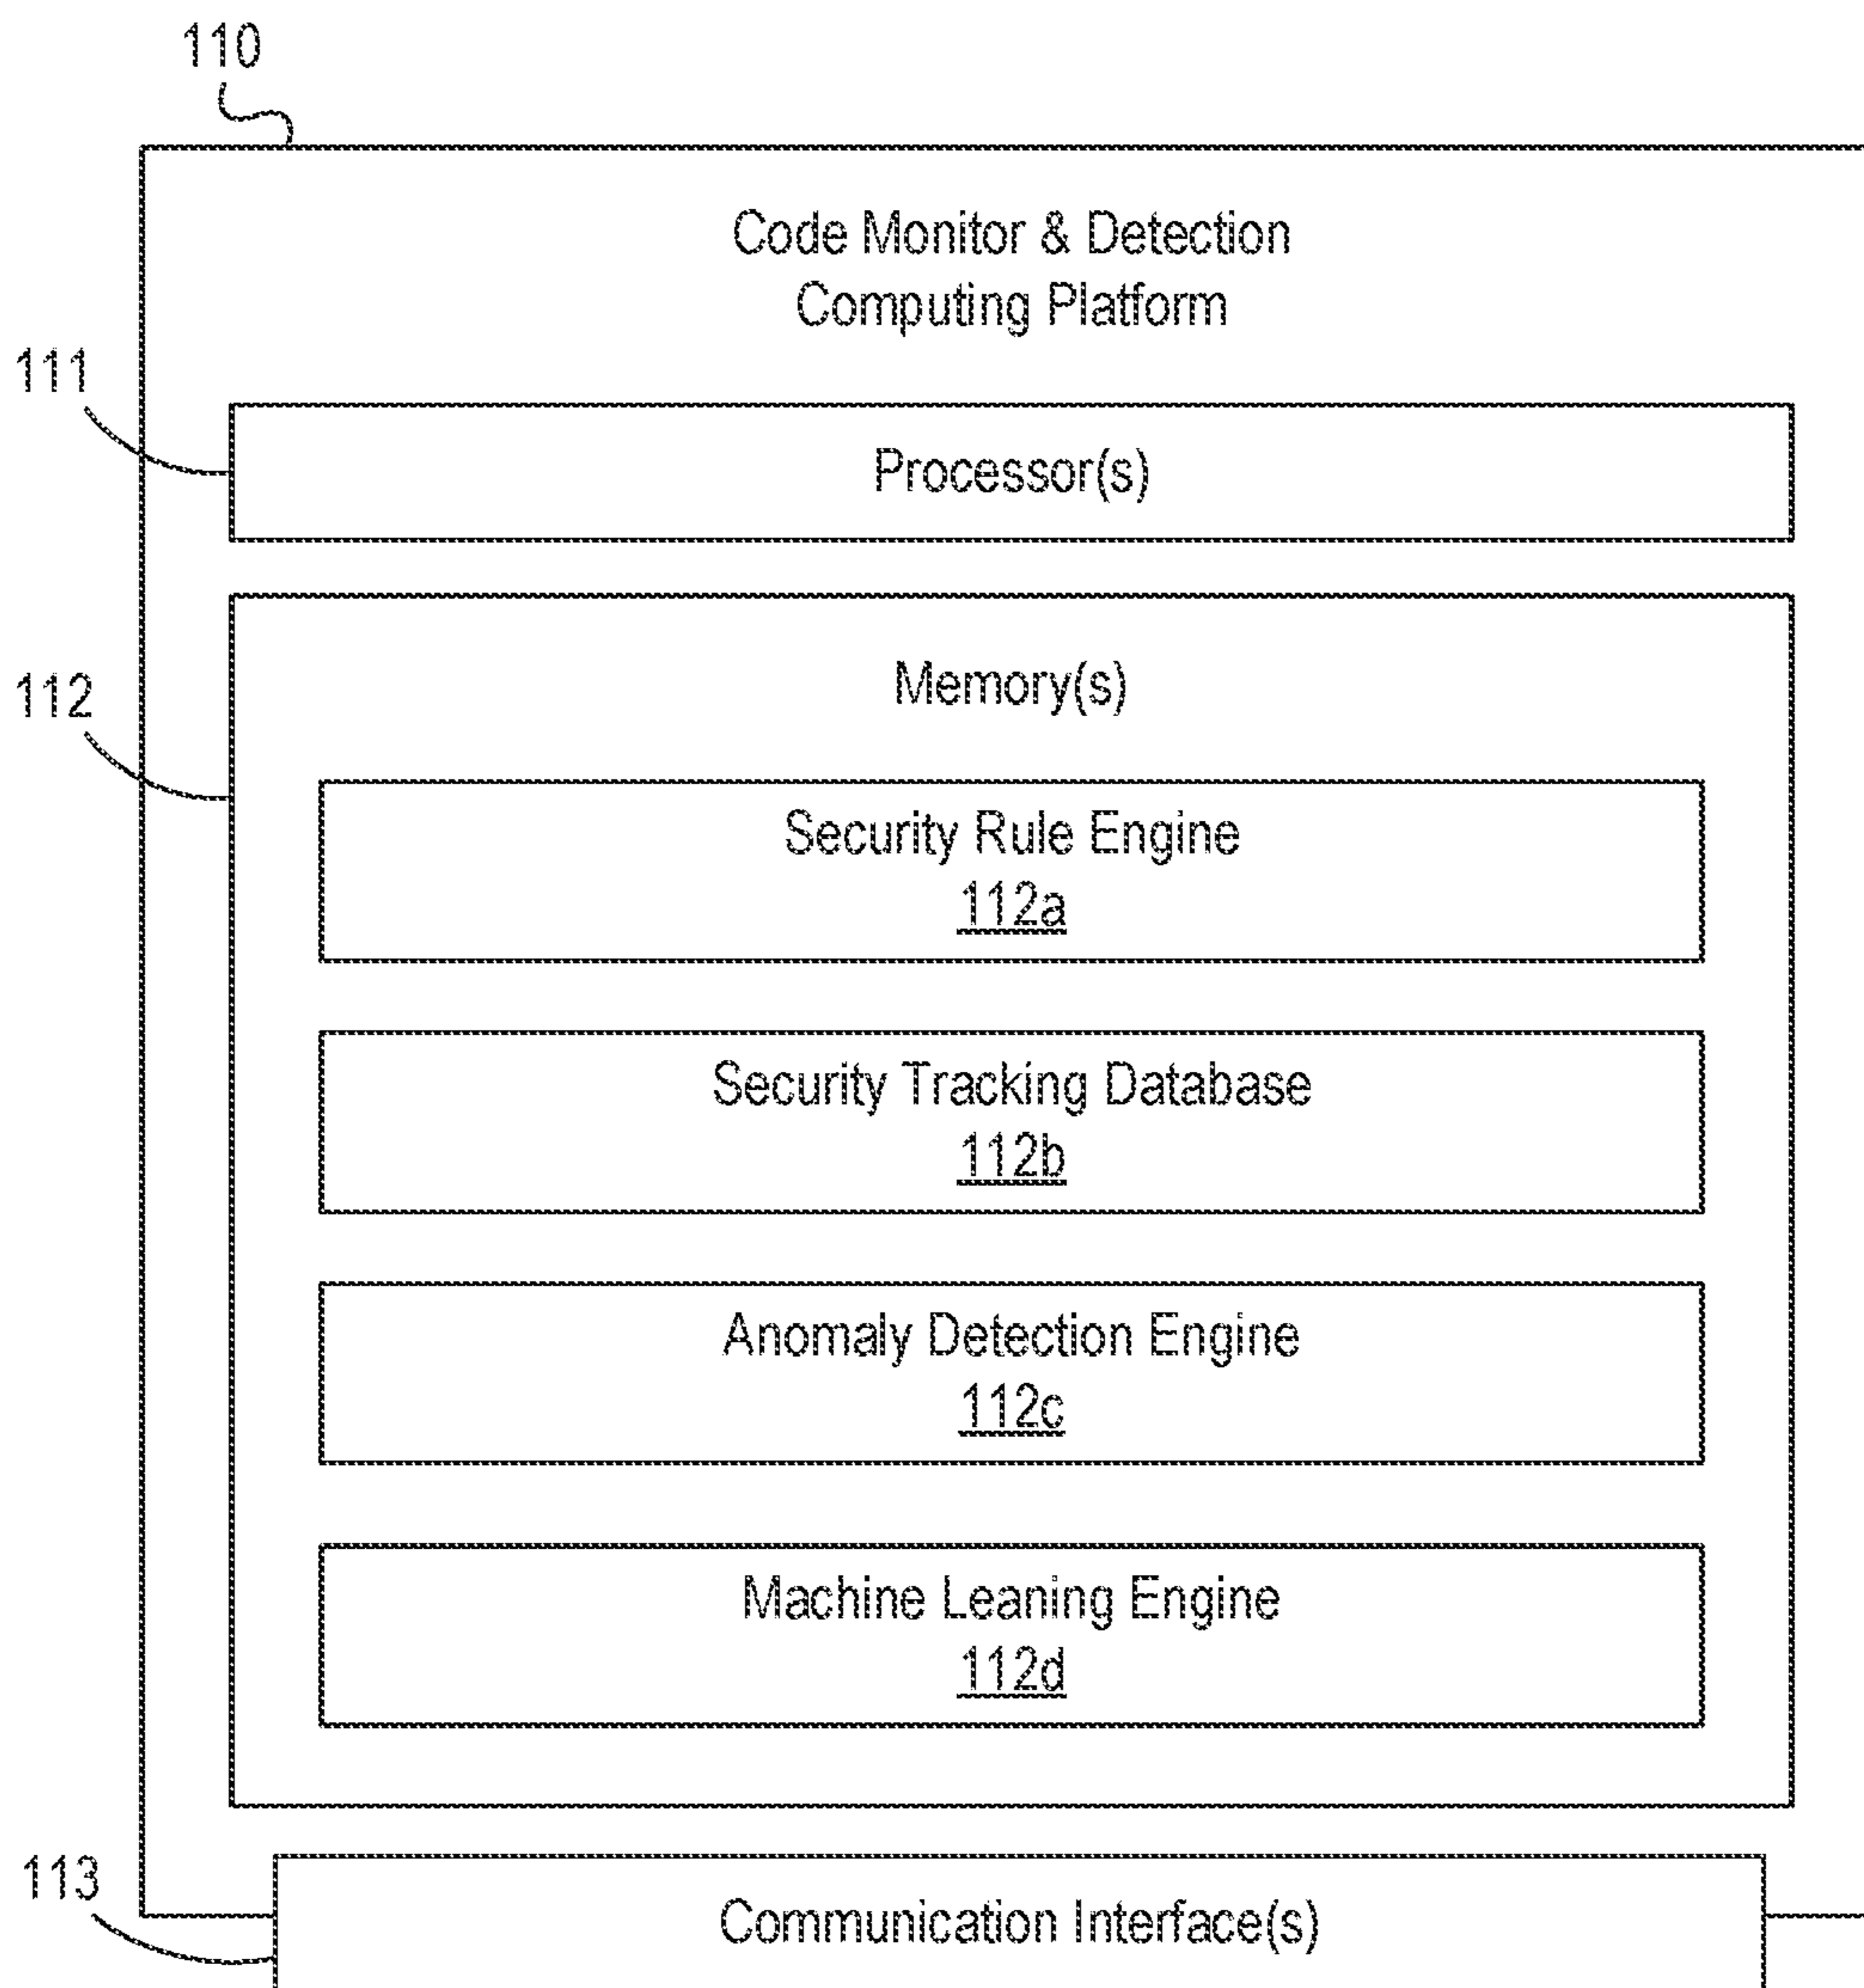 110
Code Monitor & Detection
Computing Platform
111
Processor(s)
112
Memory(s)
Security Rule Engine
112a
Security Tracking Database
112b
Anomaly Detection Engine
112c
Machine Leaning Engine
112d
113
Communication Interface(s)